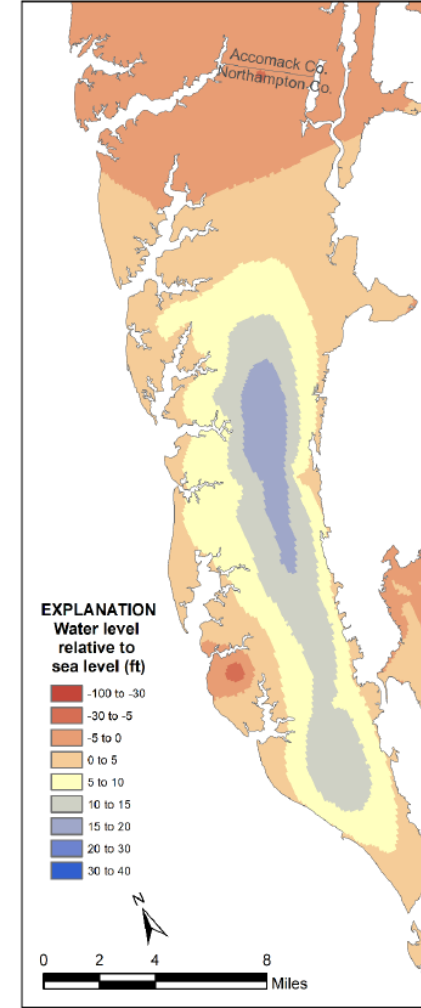 Accomack Co.
Northampton Co.
EXPLANATION
Water level
relative to
sea level (ft)
-100 to -30
-30 to -5
-5 to 0
0 to 5
5 to 10
10 to 15
15 to 20
20 to 30
30 to 40
N
0 2 4 8
Miles